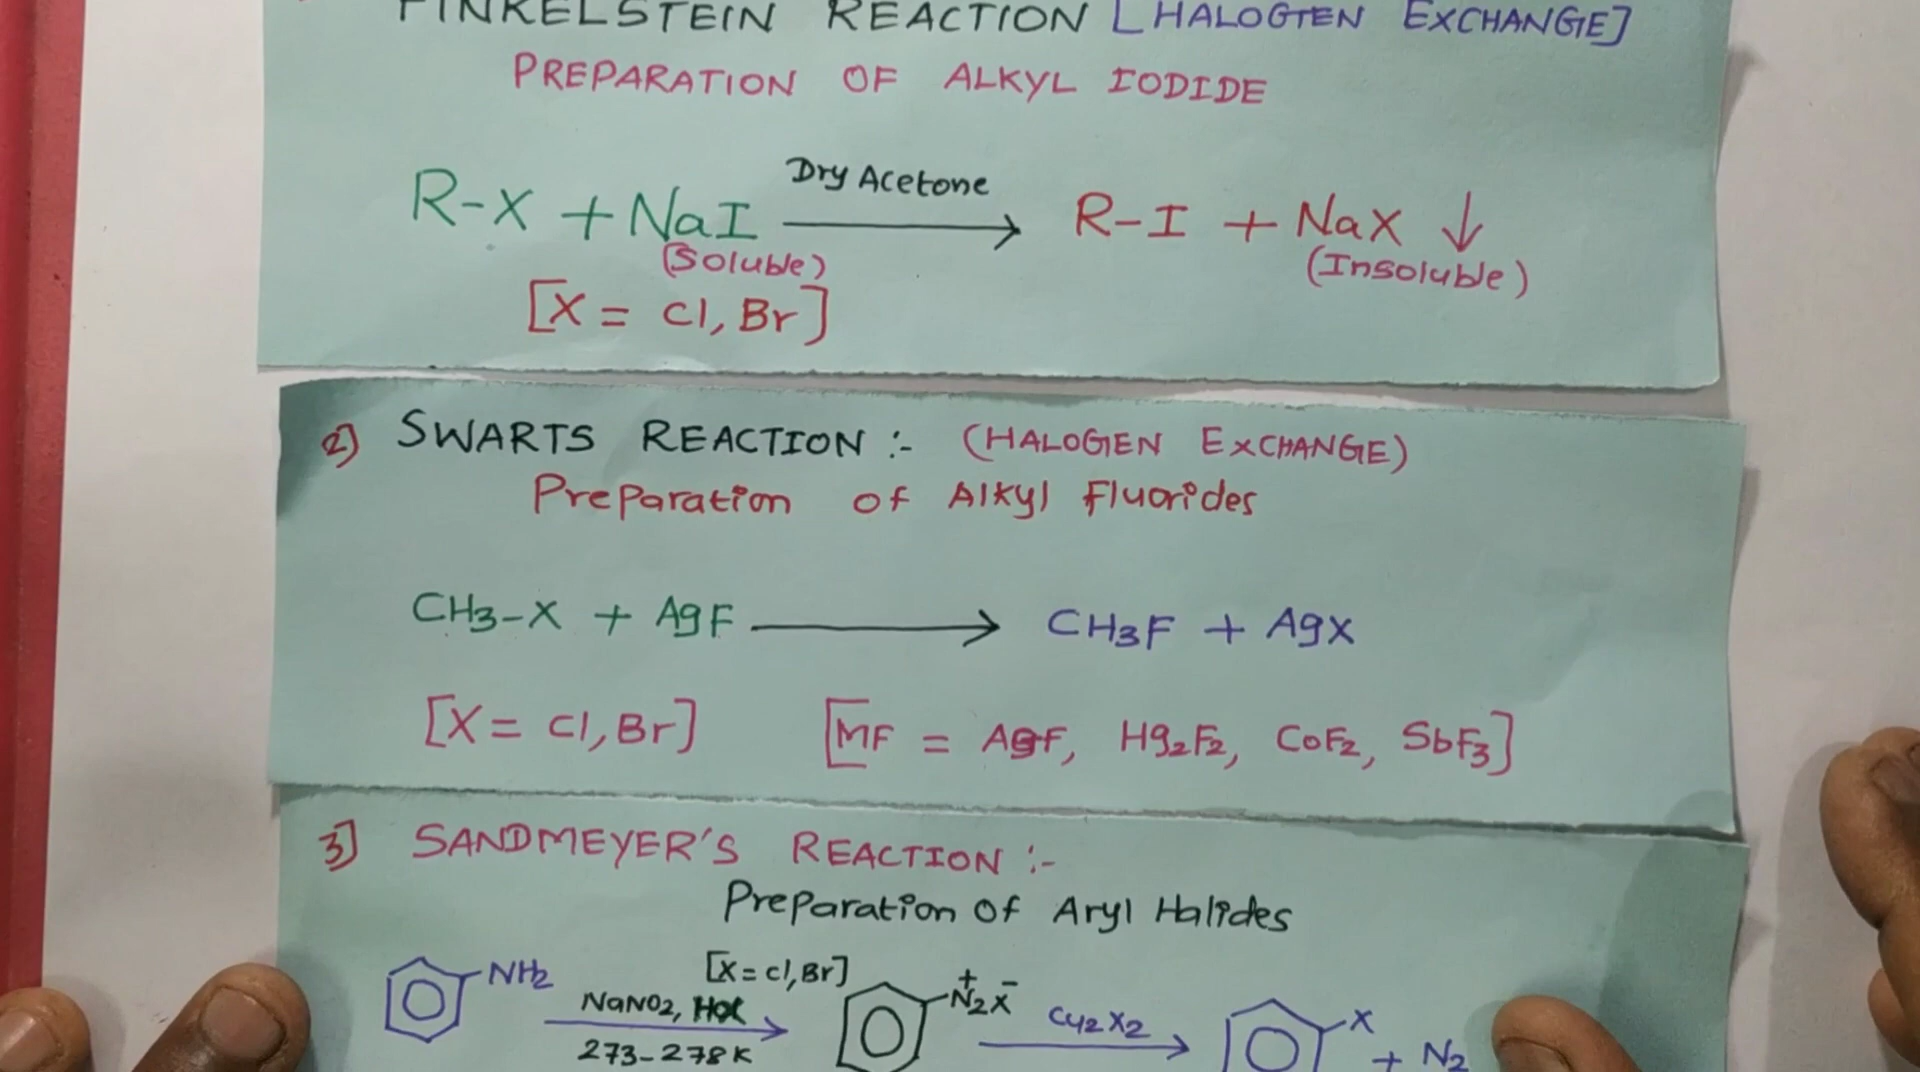 FINKELSTEIN REACTION [HALOGEN EXCHANGE]
PREPARATION OF ALKYL IODIDE
R-X + NaI Dry Acetone → R-I + NaX ↓
(Soluble) (Insoluble)
[X = Cl, Br]
2] SWARTS REACTION :- (HALOGEN EXCHANGE)
Preparation of Alkyl Fluorides
CH3-X + AgF → CH3F + AgX
[X = Cl, Br] [MF = AgF, Hg2F2, CoF2, SbF3]
3] SANDMEYER'S REACTION :-
Preparation Of Aryl Halides
[X = Cl, Br]
NH2 NaNO2, HX → N2+X- Cu2X2 → X + N2
273-278K